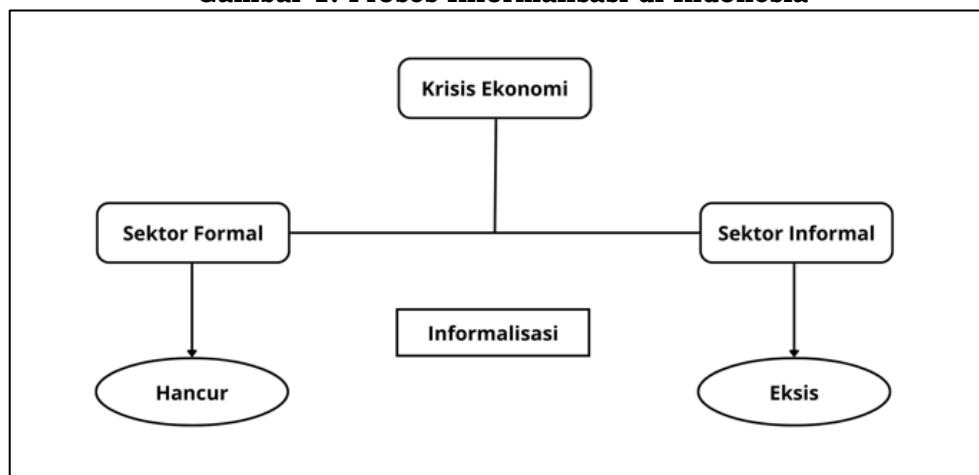 Gambar 1. Proses Informalisasi di Indonesia
Krisis Ekonomi
Sektor Formal
Sektor Informal
Informalisasi
Hancur
Eksis